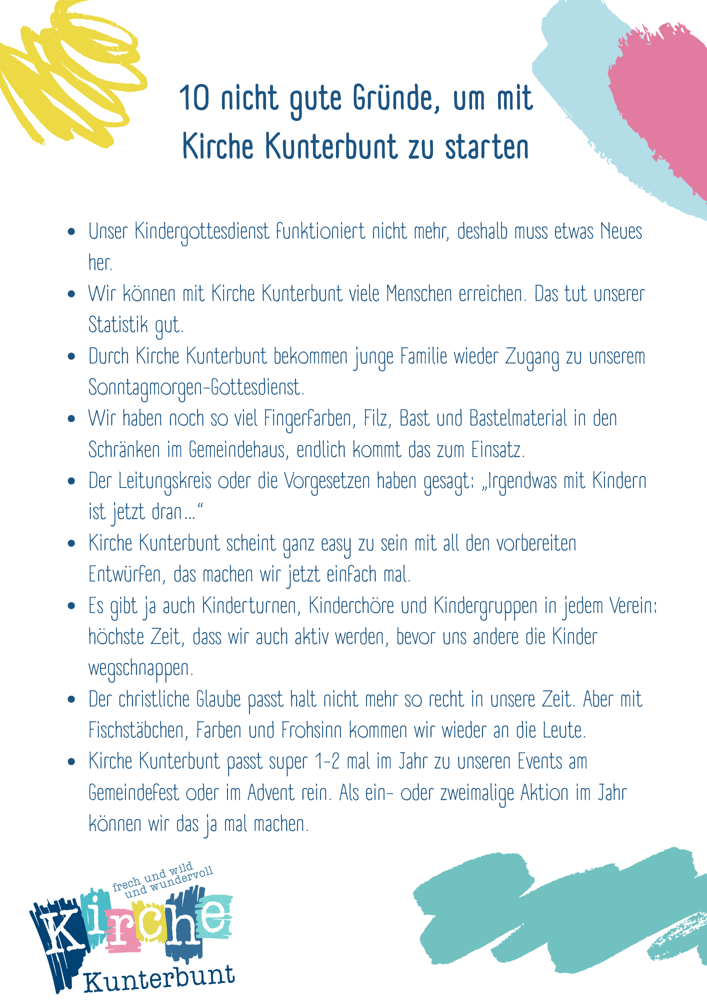 10 nicht gute Gründe, um mit
Kirche Kunterbunt zu starten
• Unser Kindergottesdienst funktioniert nicht mehr, deshalb muss etwas Neues
her.
• Wir können mit Kirche Kunterbunt viele Menschen erreichen. Das tut unserer
Statistik gut.
• Durch Kirche Kunterbunt bekommen junge Familie wieder Zugang zu unserem
Sonntagmorgen-Gottesdienst.
• Wir haben noch so viel Fingerfarben, Filz, Bast und Bastelmaterial in den
Schränken im Gemeindehaus, endlich kommt das zum Einsatz.
• Der Leitungskreis oder die Vorgesetzen haben gesagt: „Irgendwas mit Kindern
ist jetzt dran…“
• Kirche Kunterbunt scheint ganz easy zu sein mit all den vorbereiten
Entwürfen, das machen wir jetzt einfach mal.
• Es gibt ja auch Kinderturnen, Kinderchöre und Kindergruppen in jedem Verein:
höchste Zeit, dass wir auch aktiv werden, bevor uns andere die Kinder
wegschnappen.
• Der christliche Glaube passt halt nicht mehr so recht in unsere Zeit. Aber mit
Fischstäbchen, Farben und Frohsinn kommen wir wieder an die Leute.
• Kirche Kunterbunt passt super 1-2 mal im Jahr zu unseren Events am
Gemeindefest oder im Advent rein. Als ein- oder zweimalige Aktion im Jahr
können wir das ja mal machen.
frech und wild
und wundervoll
Kirche
Kunterbunt